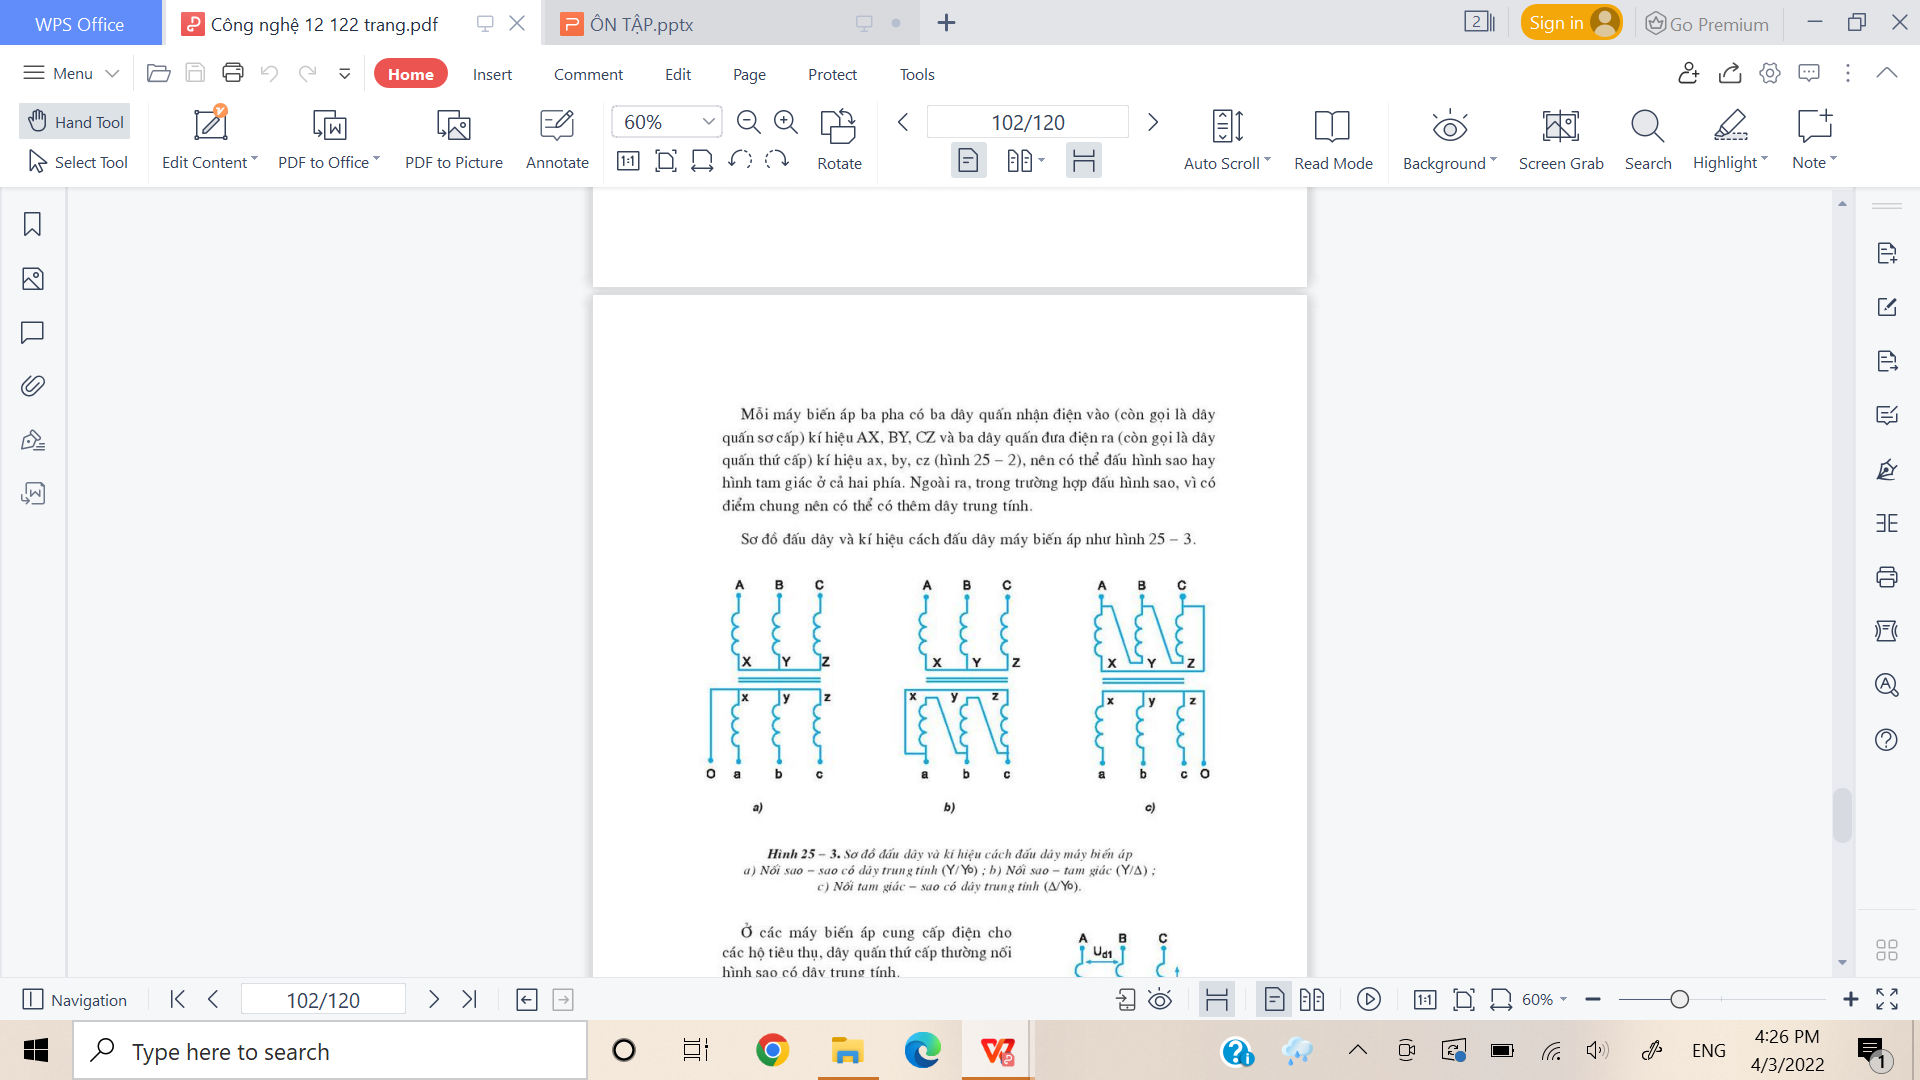 WPS Office
Công nghệ 12 122 trang.pdf
ÔN TẬP.pptx
2
Sign in
Go Premium
Menu
Home
Insert
Comment
Edit
Page
Protect
Tools
Hand Tool
Select Tool
Edit Content
PDF to Office
PDF to Picture
Annotate
60%
1:1
Rotate
102/120
Auto Scroll
Read Mode
Background
Screen Grab
Search
Highlight
Note
Mỗi máy biến áp ba pha có ba dây quấn nhận điện vào (còn gọi là dây
quấn sơ cấp) kí hiệu AX, BY, CZ và ba dây quấn đưa điện ra (còn gọi là dây
quấn thứ cấp) kí hiệu ax, by, cz (hình 25 – 2), nên có thể đấu hình sao hay
hình tam giác ở cả hai phía. Ngoài ra, trong trường hợp đấu hình sao, vì có
điểm chung nên có thể có thêm dây trung tính.
Sơ đồ đấu dây và kí hiệu cách đấu dây máy biến áp như hình 25 – 3.
A B C A B C A B C
X Y Z X Y Z X Y Z
x y z x y z x y z
O a b c a b c a b c O
a) b) c)
Hình 25 – 3. Sơ đồ đấu dây và kí hiệu cách đấu dây máy biến áp
a) Nối sao – sao có dây trung tính (Y/Yo) ; b) Nối sao – tam giác (Y/Δ) ;
c) Nối tam giác – sao có dây trung tính (Δ/Yo).
Ở các máy biến áp cung cấp điện cho
các hộ tiêu thụ, dây quấn thứ cấp thường nối
hình sao có dây trung tính.
A B C
Ud1
Navigation
102/120
1:1
60%
Type here to search
ENG
4:26 PM
4/3/2022
1